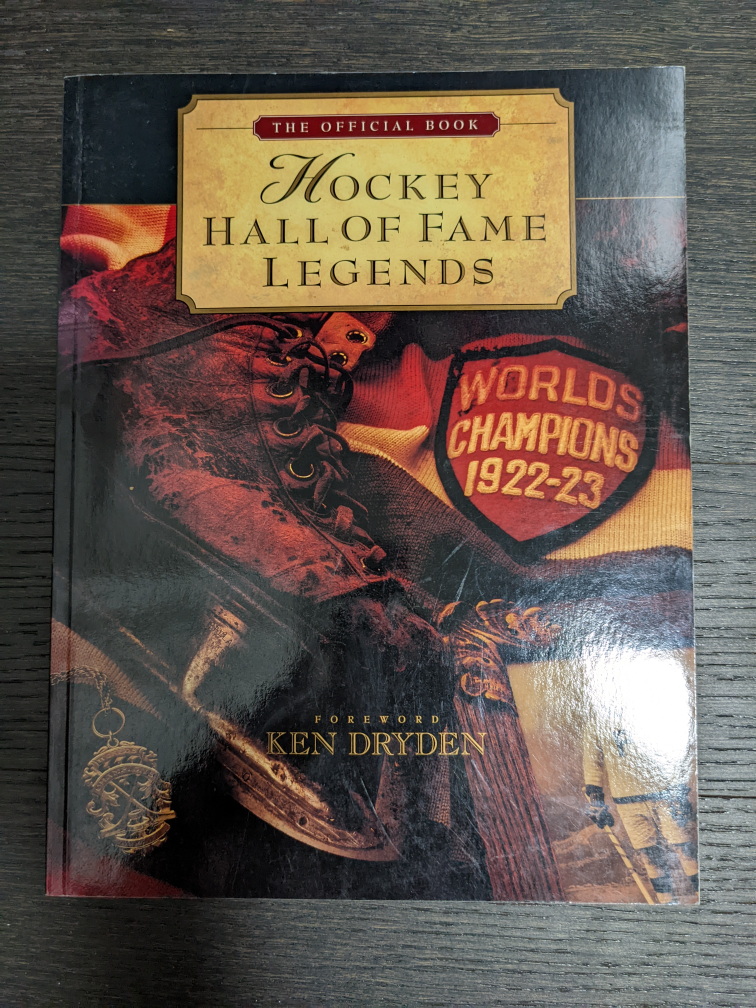 THE OFFICIAL BOOK
HOCKEY
HALL OF FAME
LEGENDS
WORLDS
CHAMPIONS
1922-23
FOREWORD
KEN DRYDEN